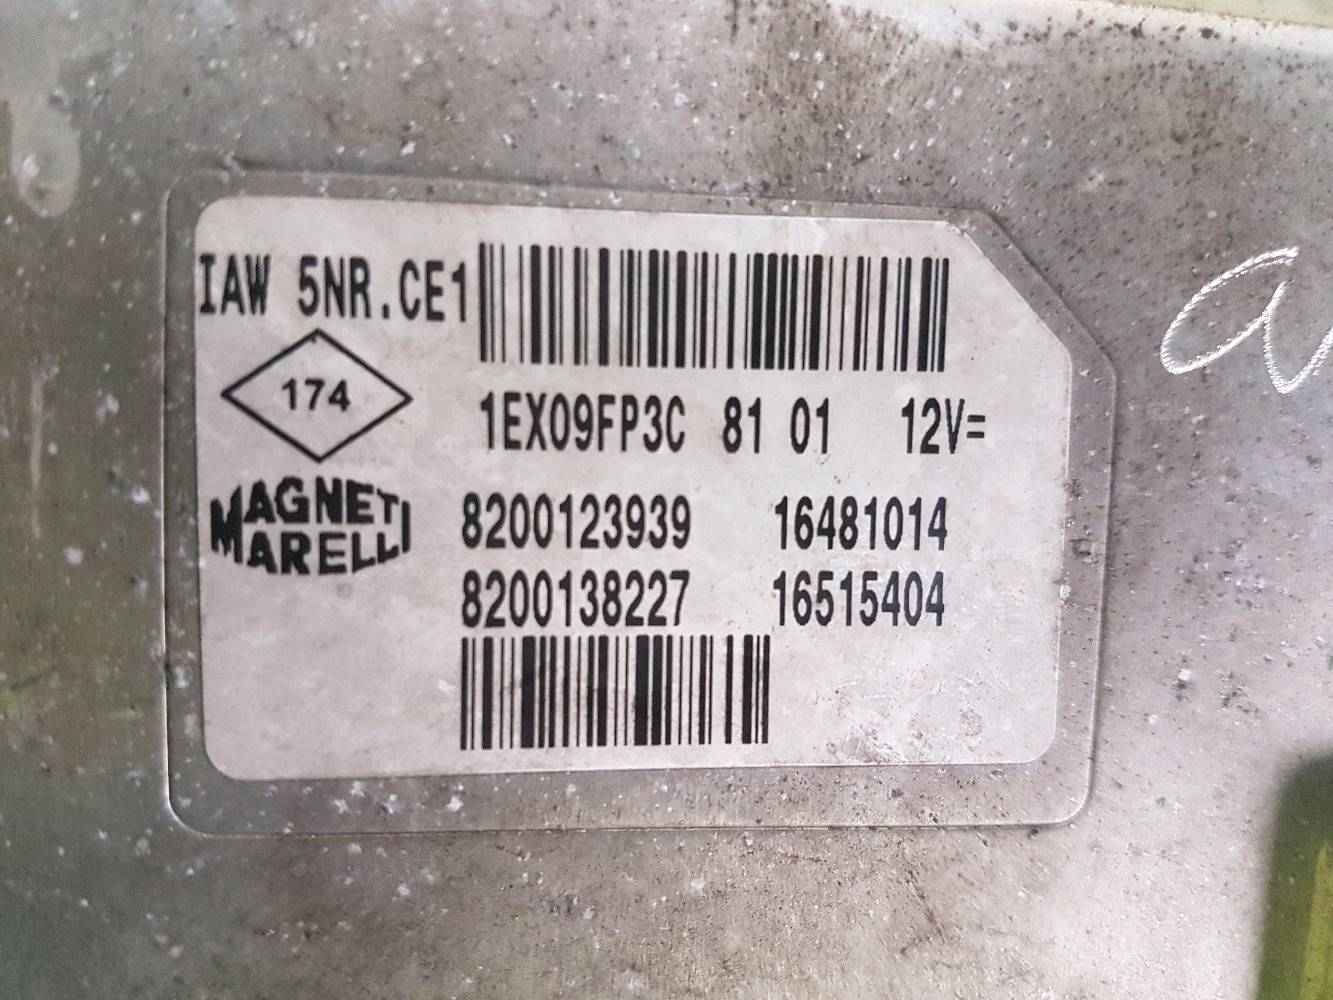 IAW 5NR.CE1
174
1EX09FP3C 81 01 12V=
MAGNETI
MARELLI
8200123939 16481014
8200138227 16515404
a